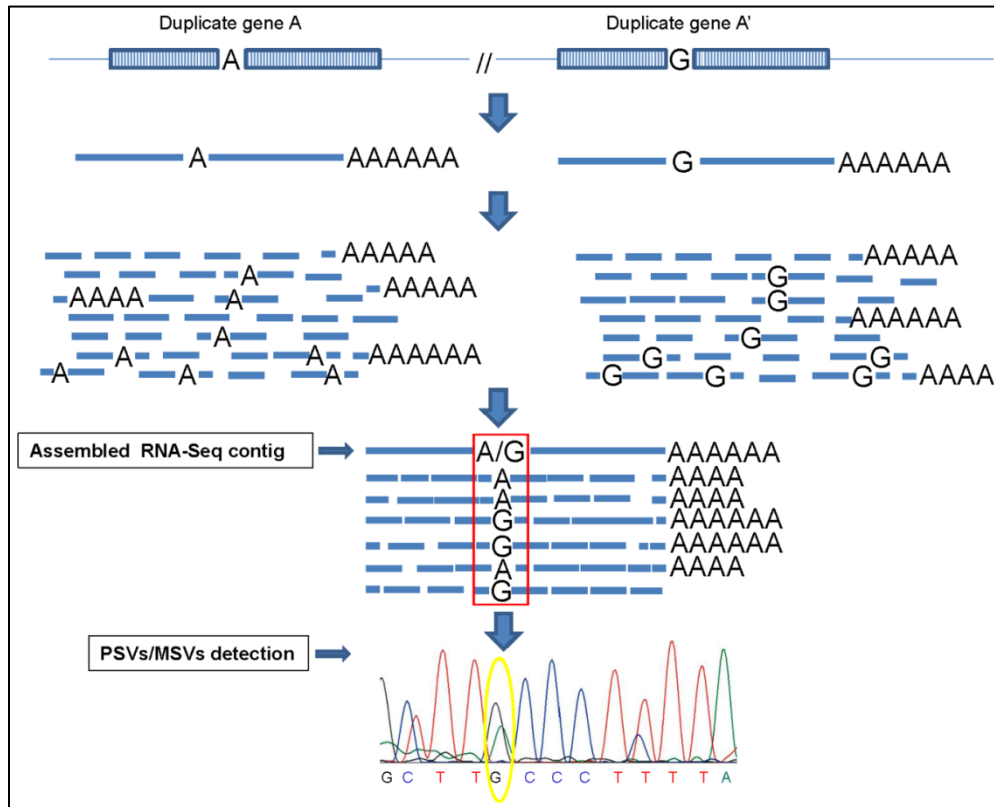 Duplicate gene A Duplicate gene A'
A // G
A AAAAAA G AAAAAA
AAAAA AAAAA
A G
AAAAA
AAAA A G
AAAAAA
A G
A A AAAAAA G G
A A A G G G AAAA
Assembled RNA-Seq contig A/G AAAAAA
A AAAA
A AAAA
G AAAAAA
G AAAAAA
A AAAA
G
PSVs/MSVs detection
G C T T G C C C T T T T A